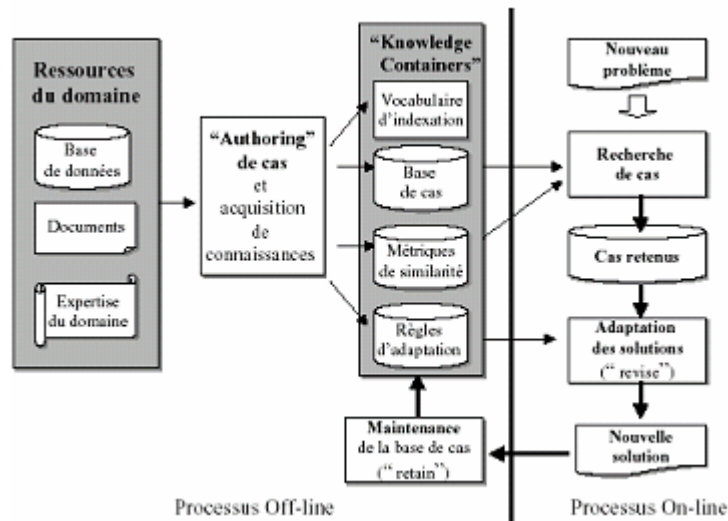 Ressources
du domaine
Base
de données
Documents
Expertise
du domaine
“Authoring”
de cas
et
acquisition
de
connaissances
“Knowledge
Containers”
Vocabulaire
d’indexation
Base
de cas
Métriques
de similarité
Règles
d’adaptation
Maintenance
de la base de cas
(“ retain”)
Nouveau
problème
Recherche
de cas
Cas retenus
Adaptation
des solutions
(“ revise”)
Nouvelle
solution
Processus Off-line
Processus On-line